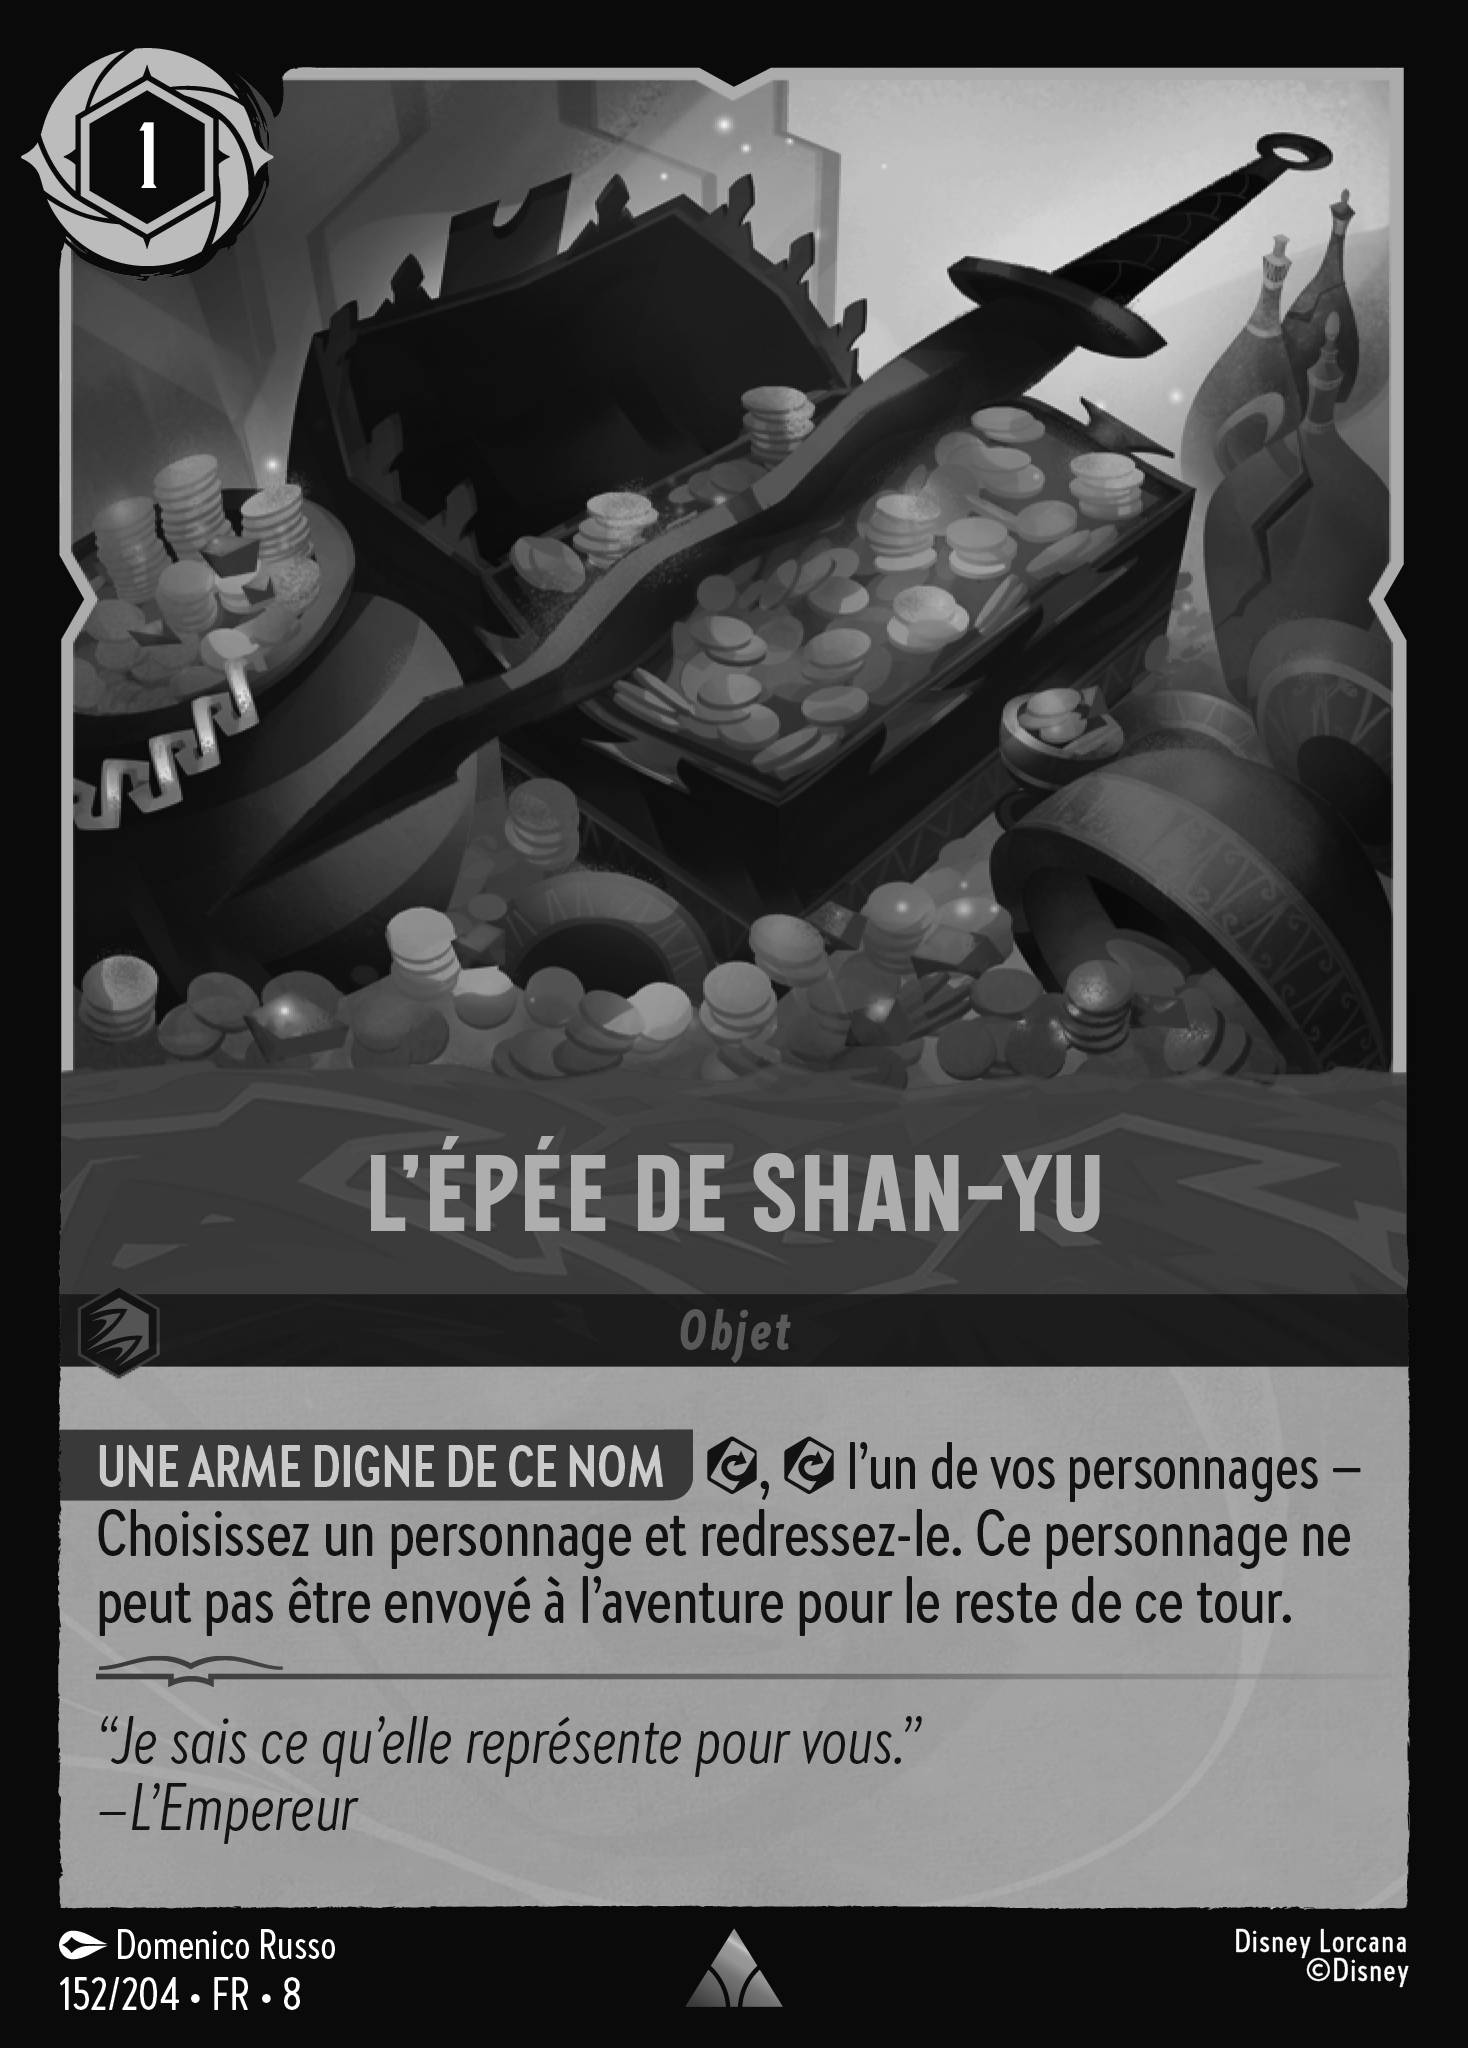 1
L’ÉPÉE DE SHAN-YU
Objet
UNE ARME DIGNE DE CE NOM , l’un de vos personnages –
Choisissez un personnage et redressez-le. Ce personnage ne
peut pas être envoyé à l’aventure pour le reste de ce tour.
“Je sais ce qu’elle représente pour vous.”
–L’Empereur
Domenico Russo
152/204 • FR • 8
Disney Lorcana
©Disney